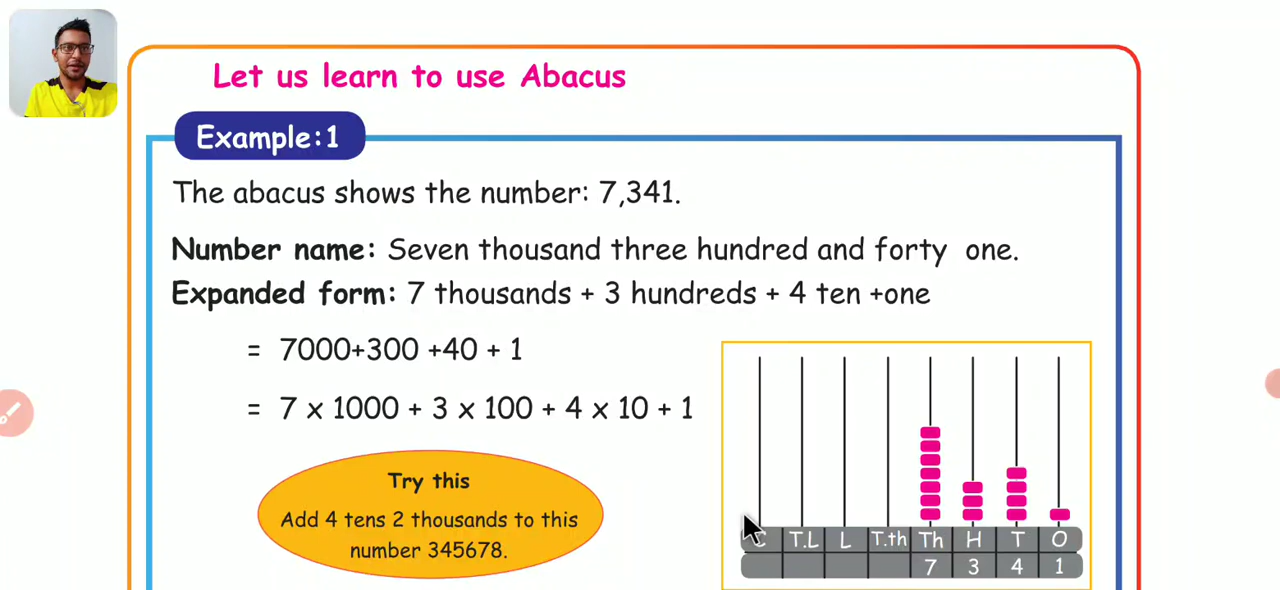 Let us learn to use Abacus
Example:1
The abacus shows the number: 7,341.
Number name: Seven thousand three hundred and forty one.
Expanded form: 7 thousands + 3 hundreds + 4 ten +one
= 7000+300 +40 + 1
= 7 x 1000 + 3 x 100 + 4 x 10 + 1
Try this
Add 4 tens 2 thousands to this
number 345678.
C T.L L T.th Th H T O
7 3 4 1